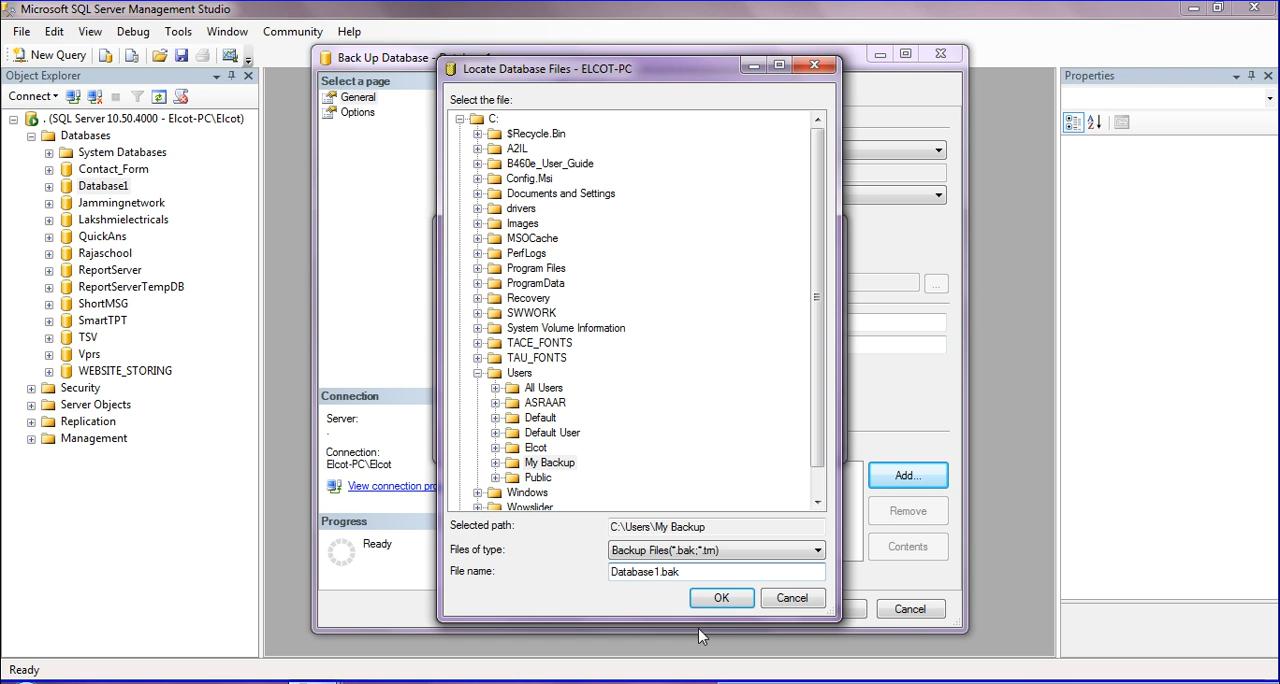 Microsoft SQL Server Management Studio
File Edit View Debug Tools Window Community Help
New Query
Object Explorer
Connect
. (SQL Server 10.50.4000 - Elcot-PC\Elcot)
Databases
System Databases
Contact_Form
Database1
Jammingnetwork
Lakshmielectricals
QuickAns
Rajaschool
ReportServer
ReportServerTempDB
ShortMSG
SmartTPT
TSV
Vprs
WEBSITE_STORING
Security
Server Objects
Replication
Management
Back Up Database -
Select a page
General
Options
Connection
Server:
.
Connection:
Elcot-PC\Elcot
View connection
Progress
Ready
Locate Database Files - ELCOT-PC
Select the file:
C:
$Recycle.Bin
A2IL
B460e_User_Guide
Config.Msi
Documents and Settings
drivers
Images
MSOCache
PerfLogs
Program Files
ProgramData
Recovery
SWWORK
System Volume Information
TACE_FONTS
TAU_FONTS
Users
All Users
ASRAAR
Default
Default User
Elcot
My Backup
Public
Windows
Wowslider
Selected path: C:\Users\My Backup
Files of type: Backup Files(*.bak;*.trn)
File name: Database1.bak
OK Cancel
...
Add...
Remove
Contents
Cancel
Properties
Ready